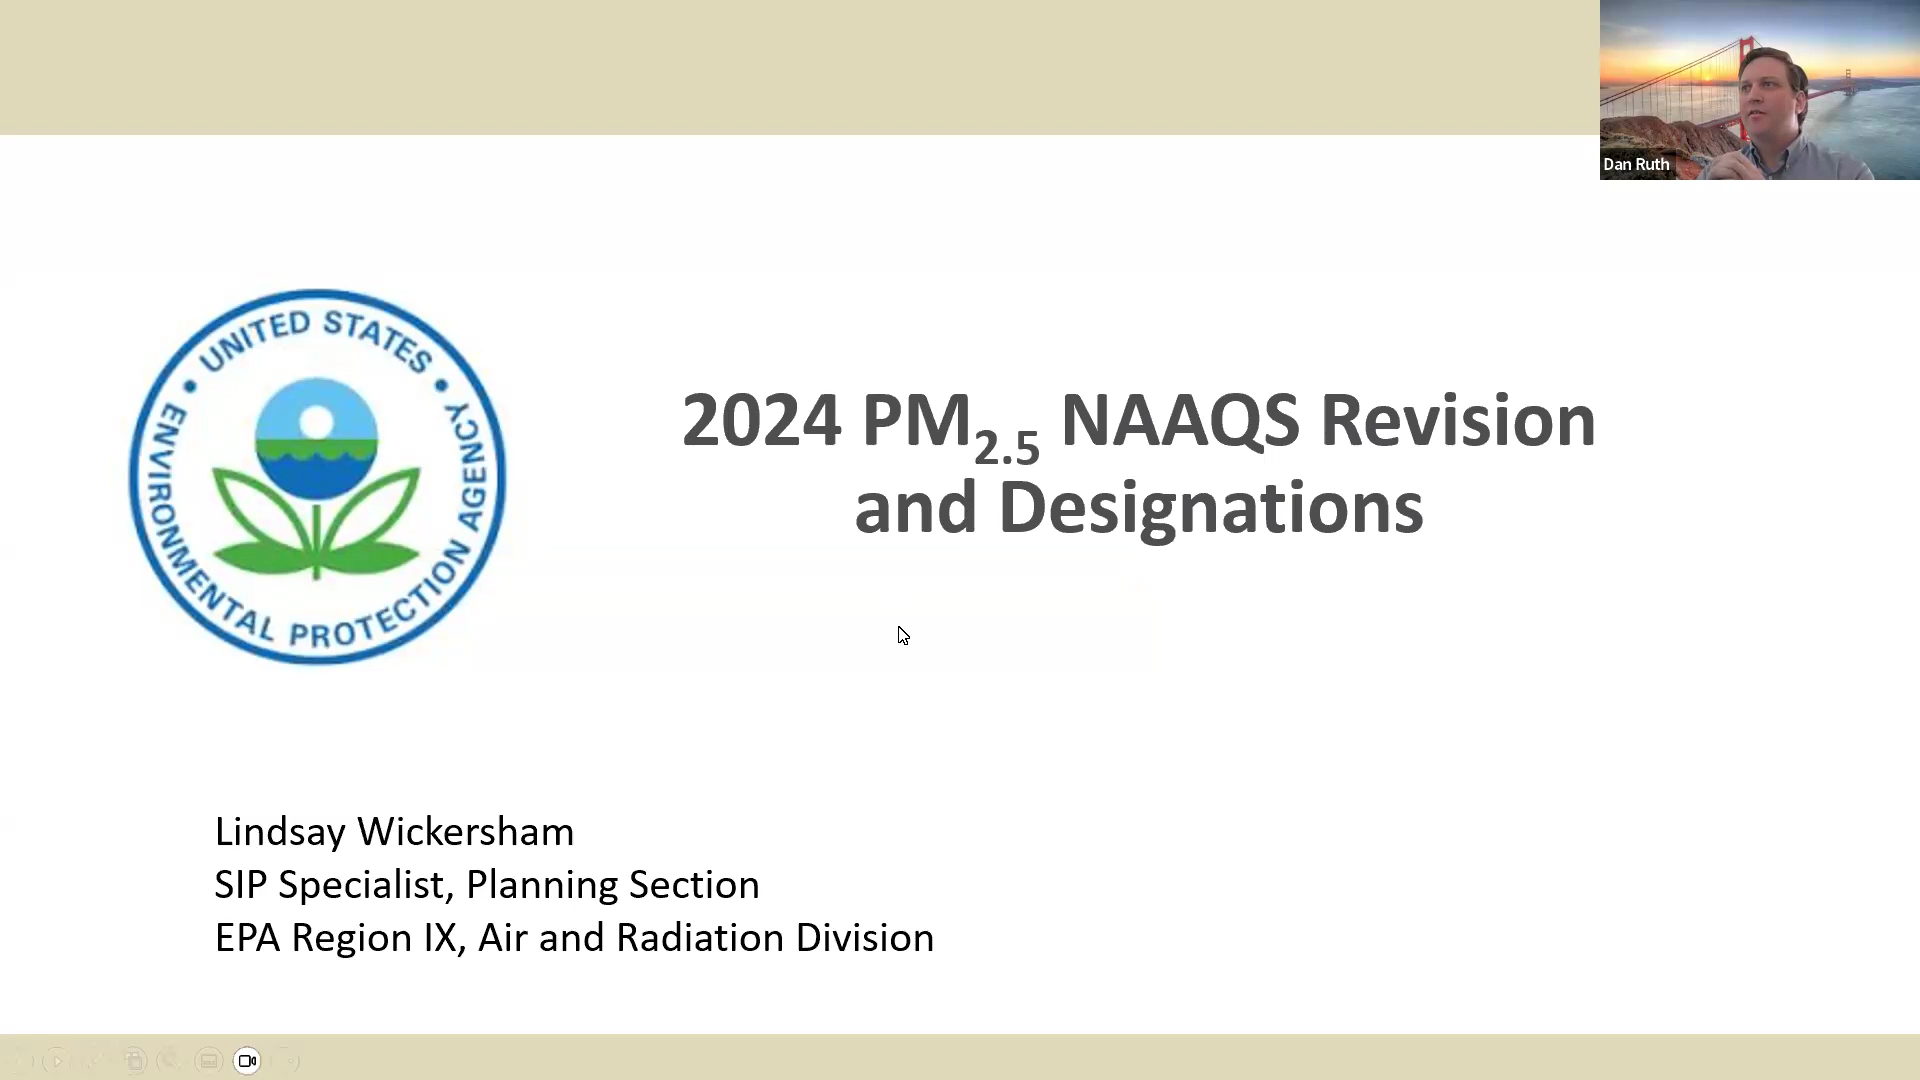 Dan Ruth
• UNITED STATES •
ENVIRONMENTAL PROTECTION AGENCY
2024 PM2.5 NAAQS Revision
and Designations
Lindsay Wickersham
SIP Specialist, Planning Section
EPA Region IX, Air and Radiation Division